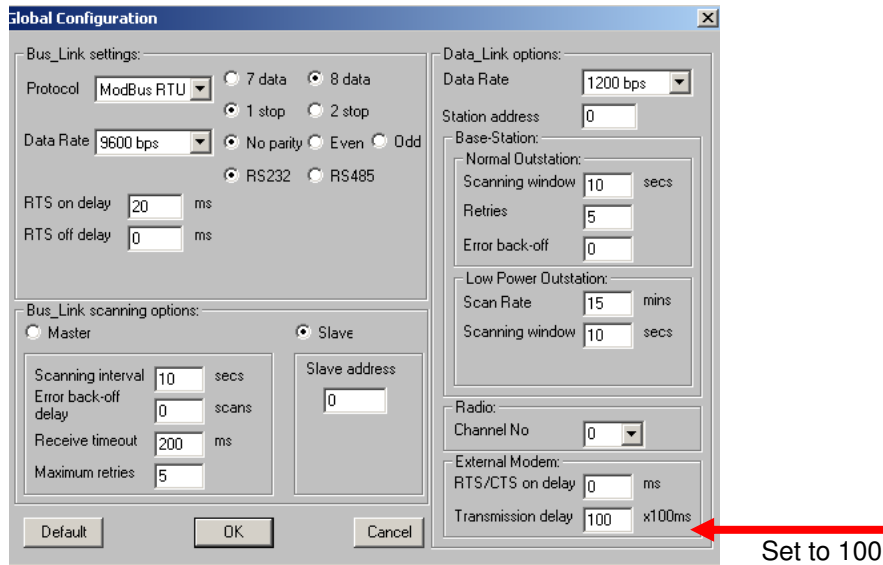 Global Configuration
Bus_Link settings:
Protocol ModBus RTU 7 data 8 data
1 stop 2 stop
Data Rate 9600 bps No parity Even Odd
RS232 RS485
RTS on delay 20 ms
RTS off delay 0 ms
Bus_Link scanning options:
Master Slave
Scanning interval 10 secs
Error back-off
delay 0 scans
Receive timeout 200 ms
Maximum retries 5
Slave address
0
Default OK Cancel
Data_Link options:
Data Rate 1200 bps
Station address 0
Base-Station:
Normal Outstation:
Scanning window 10 secs
Retries 5
Error back-off 0
Low Power Outstation:
Scan Rate 15 mins
Scanning window 10 secs
Radio:
Channel No 0
External Modem:
RTS/CTS on delay 0 ms
Transmission delay 100 x100ms
Set to 100